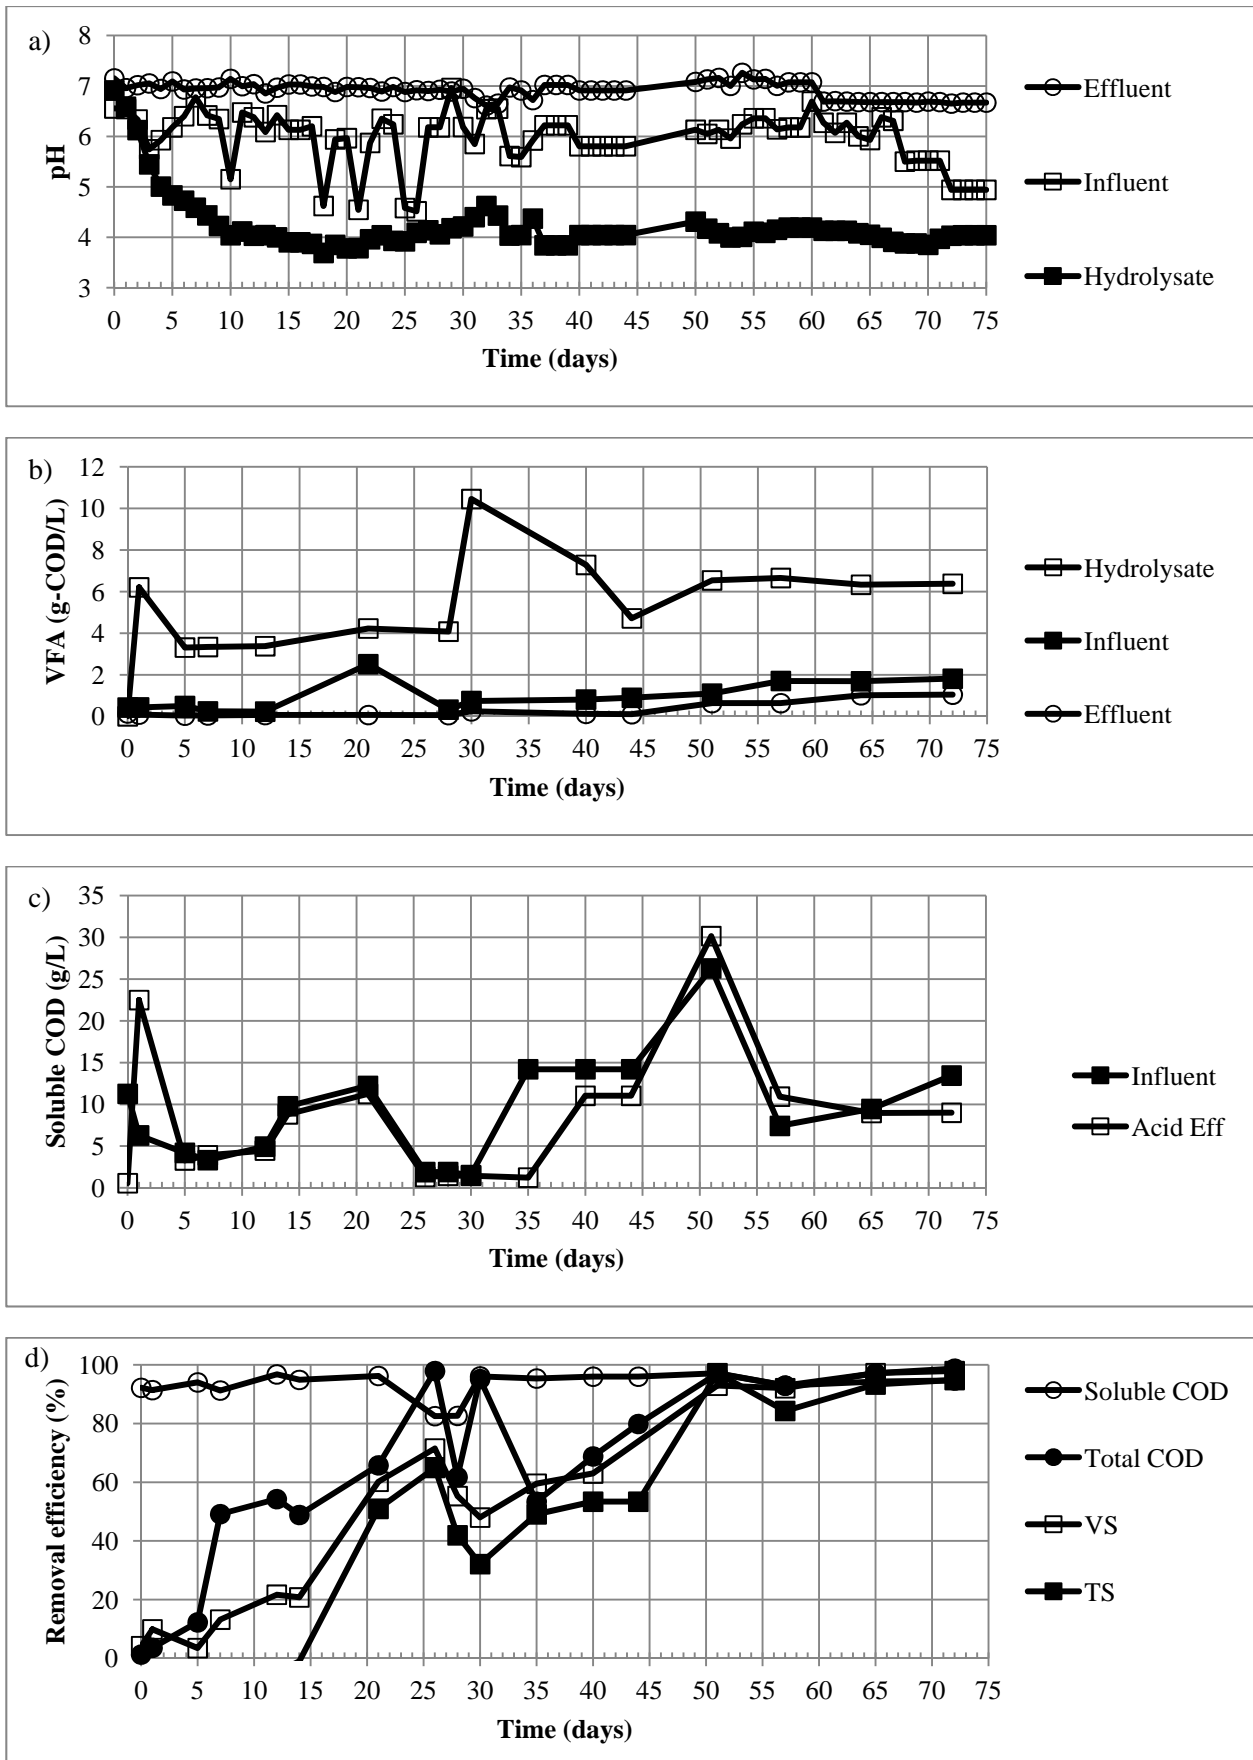 a)
pH
8
7
6
5
4
3
0 5 10 15 20 25 30 35 40 45 50 55 60 65 70 75
Time (days)
Effluent
Influent
Hydrolysate
b)
VFA (g-COD/L)
12
10
8
6
4
2
0
0 5 10 15 20 25 30 35 40 45 50 55 60 65 70 75
Time (days)
Hydrolysate
Influent
Effluent
c)
Soluble COD (g/L)
35
30
25
20
15
10
5
0
0 5 10 15 20 25 30 35 40 45 50 55 60 65 70 75
Time (days)
Influent
Acid Eff
d)
Removal efficiency (%)
100
80
60
40
20
0
0 5 10 15 20 25 30 35 40 45 50 55 60 65 70 75
Time (days)
Soluble COD
Total COD
VS
TS